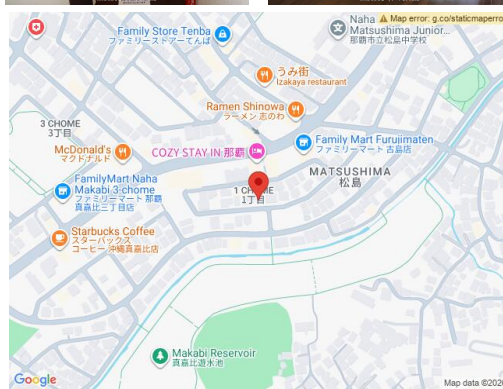 Map error: g.co/staticmaperro
Family Store Tenba
ファミリーストアーてんぱ
Naha
Matsushima Junior...
那覇市立松島中学校
うみ街
Izakaya restaurant
Ramen Shinowa
ラーメン 志のわ
3 CHOME
3丁目
McDonald's
マクドナルド
COZY STAY IN 那覇
Family Mart Furujimaten
ファミリーマート 古島店
MATSUSHIMA
松島
FamilyMart Naha
Makabi 3-chome
ファミリーマート 那覇
真嘉比三丁目店
1 CHOME
1丁目
Starbucks Coffee
スターバックス
コーヒー 沖縄真嘉比店
Makabi Reservoir
真嘉比遊水池
Google
Map data ©202